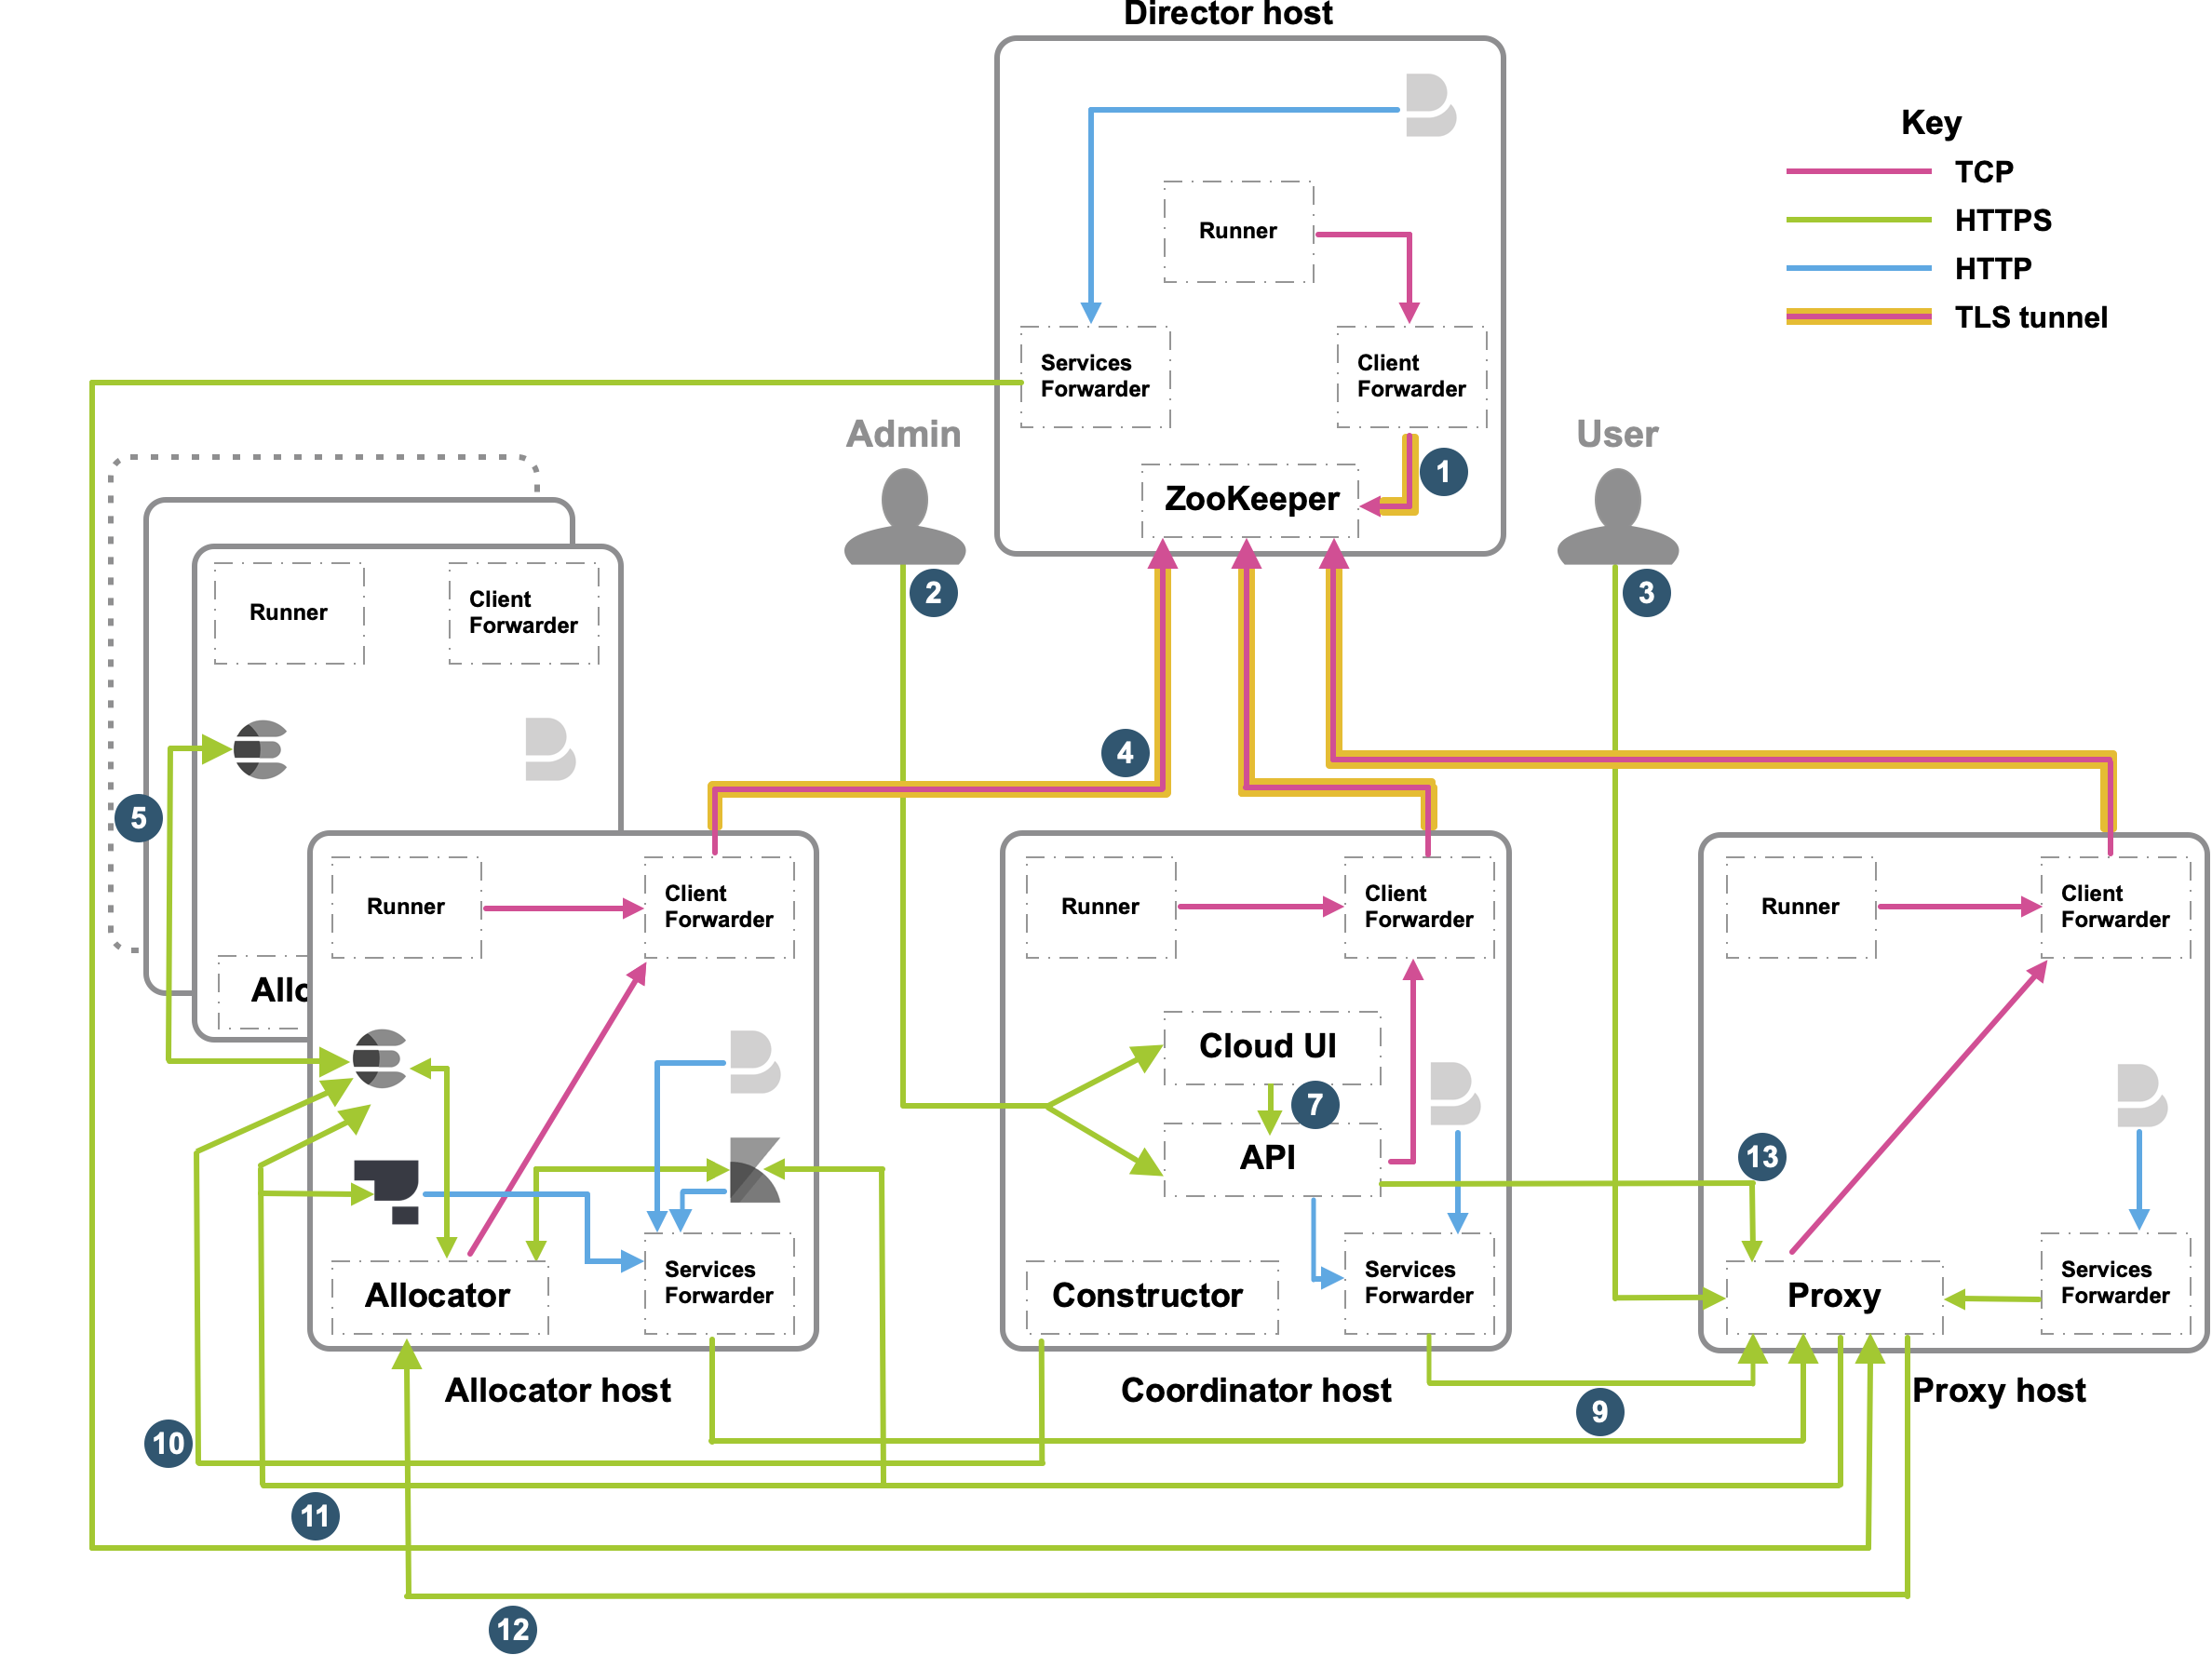 Director host
Key
TCP
HTTPS
HTTP
TLS tunnel
Runner
Services
Forwarder
Client
Forwarder
Admin
User
1
ZooKeeper
2
3
Runner
Client
Forwarder
4
5
Runner
Client
Forwarder
Runner
Client
Forwarder
Runner
Client
Forwarder
Allo
Cloud UI
7
API
13
Allocator
Services
Forwarder
Constructor
Services
Forwarder
Proxy
Services
Forwarder
Allocator host
Coordinator host
Proxy host
9
10
11
12